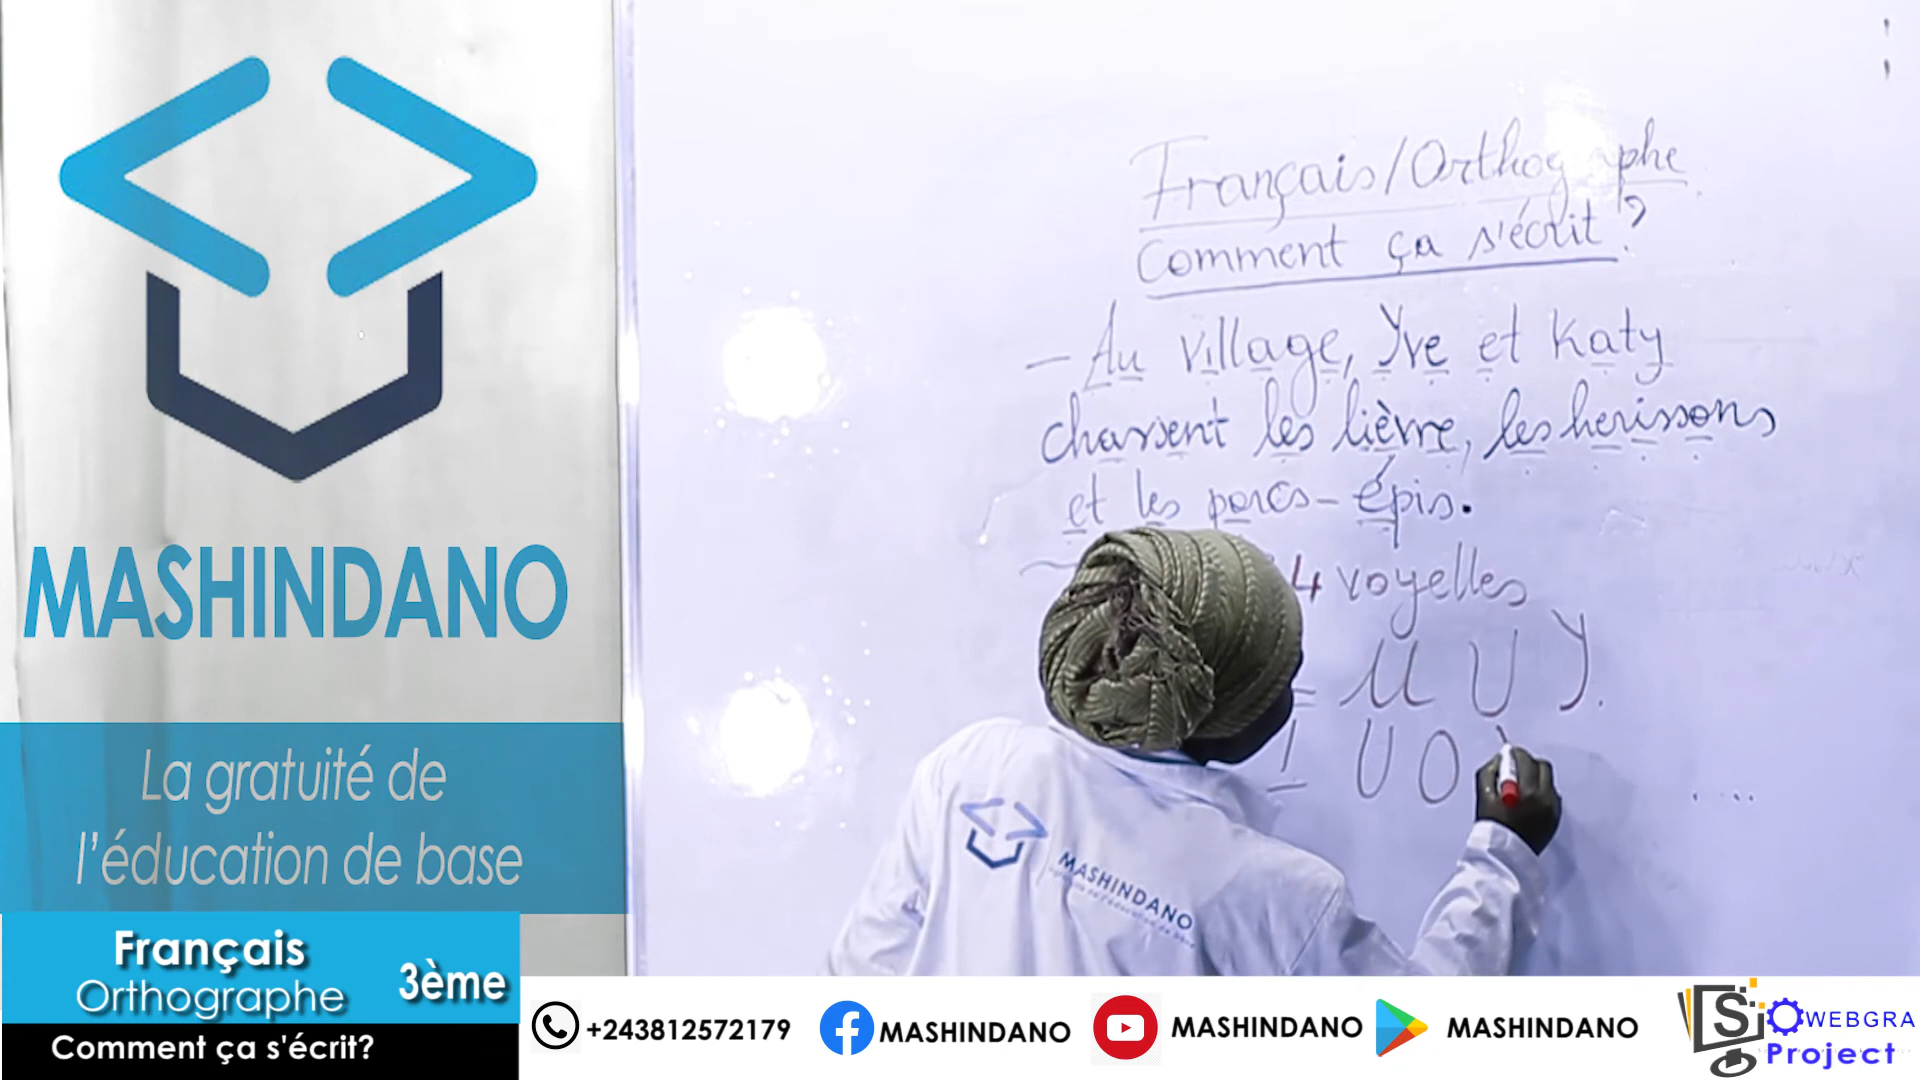 MASHINDANO
La gratuité de
l'éducation de base
Français
Orthographe
3ème
Comment ça s'écrit?
Français/Orthographe
Comment ça s'écrit ?
- Au village, Yve et Katy
chassent les lièvre, les herissons
et les porcs-épis.
4 voyelles
U Y.
U O
MASHINDANO
+243812572179
MASHINDANO
MASHINDANO
MASHINDANO
WEBGRA
Project